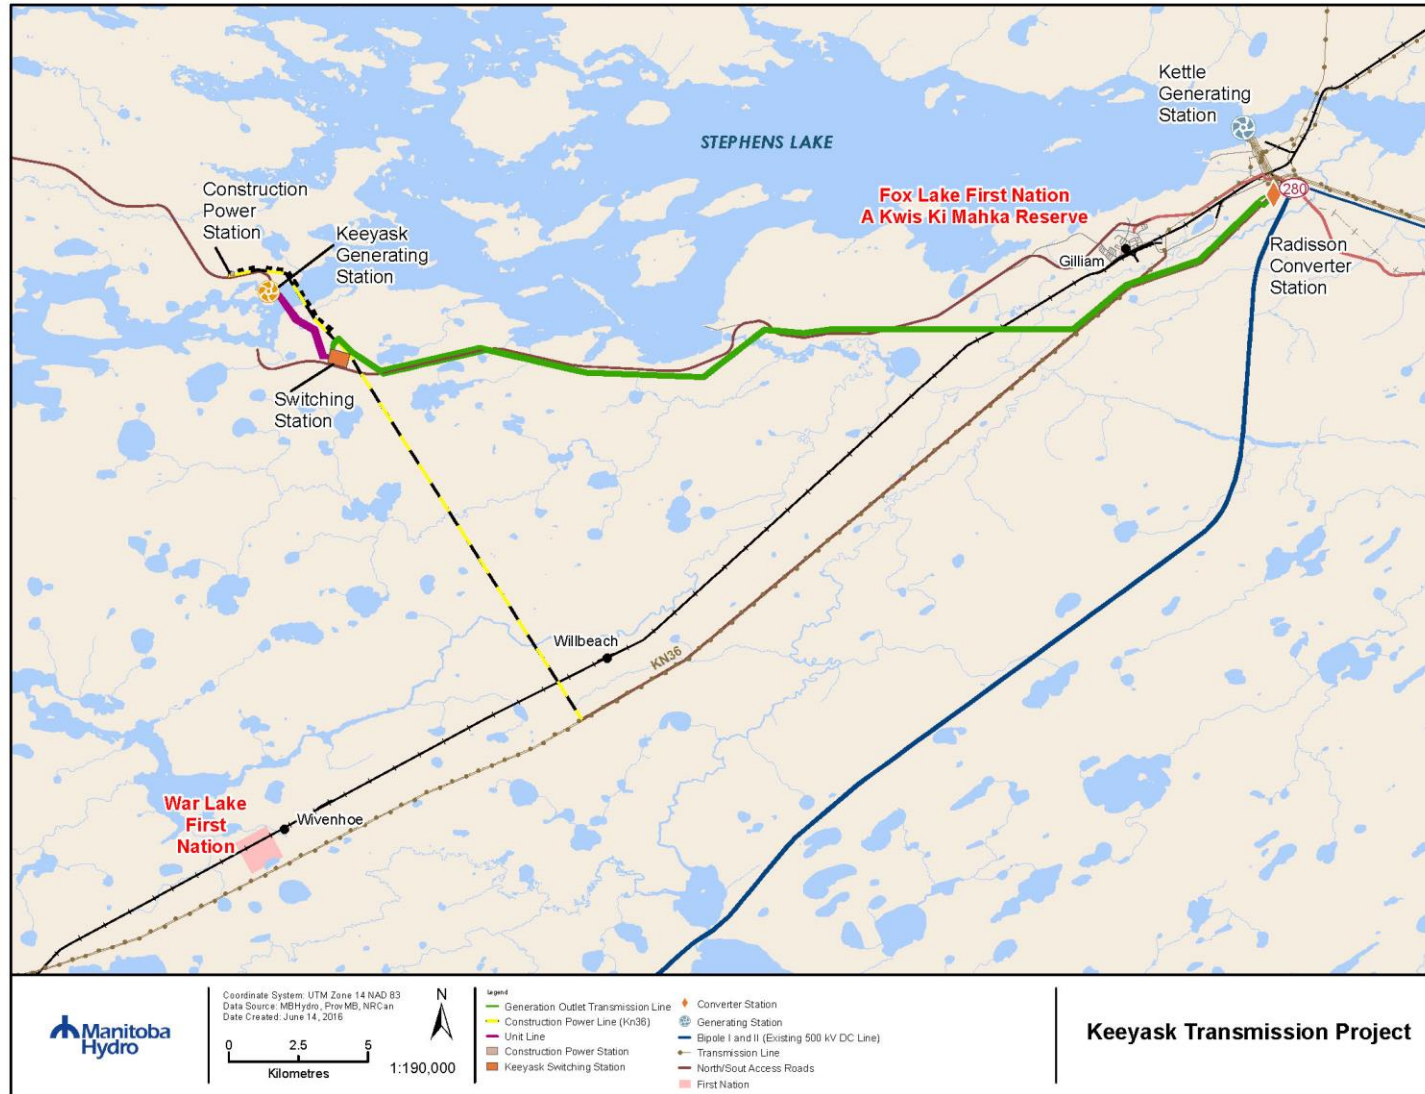 Kettle
Generating
Station
STEPHENS LAKE
Construction
Power
Station
Fox Lake First Nation
A Kwis Ki Mahka Reserve
280
Keeyask
Generating
Station
Gilliam
Radisson
Converter
Station
Switching
Station
Willbeach
KN36
War Lake
First
Nation
Wivenhoe
Manitoba
Hydro
Coordinate System: UTM Zone 14 NAD 83
Data Source: MBHydro, ProvMB, NRCan
Date Created: June 14, 2016
N
0 2.5 5
Kilometres
1:190,000
Legend
Generation Outlet Transmission Line
Construction Power Line (Kn36)
Unit Line
Construction Power Station
Keeyask Switching Station
Converter Station
Generating Station
Bipole I and II (Existing 500 kV DC Line)
Transmission Line
North/Sout Access Roads
First Nation
Keeyask Transmission Project